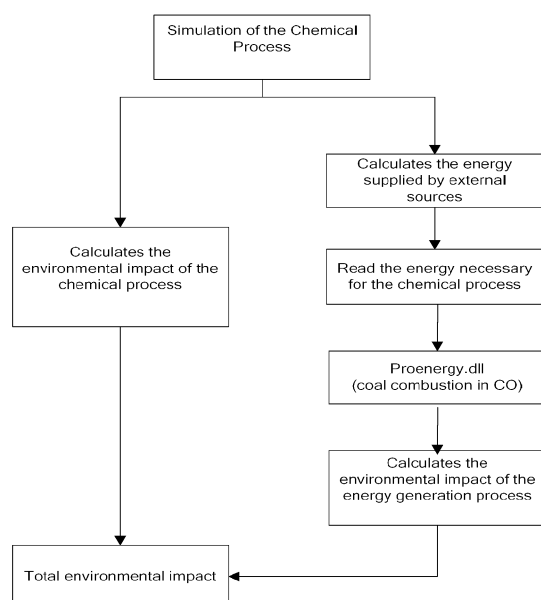 Simulation of the Chemical
Process
Calculates the energy
supplied by external
sources
Calculates the
environmental impact of the
chemical process
Read the energy necessary
for the chemical process
Proenergy.dll
(coal combustion in CO)
Calculates the
environmental impact of the
energy generation process
Total environmental impact